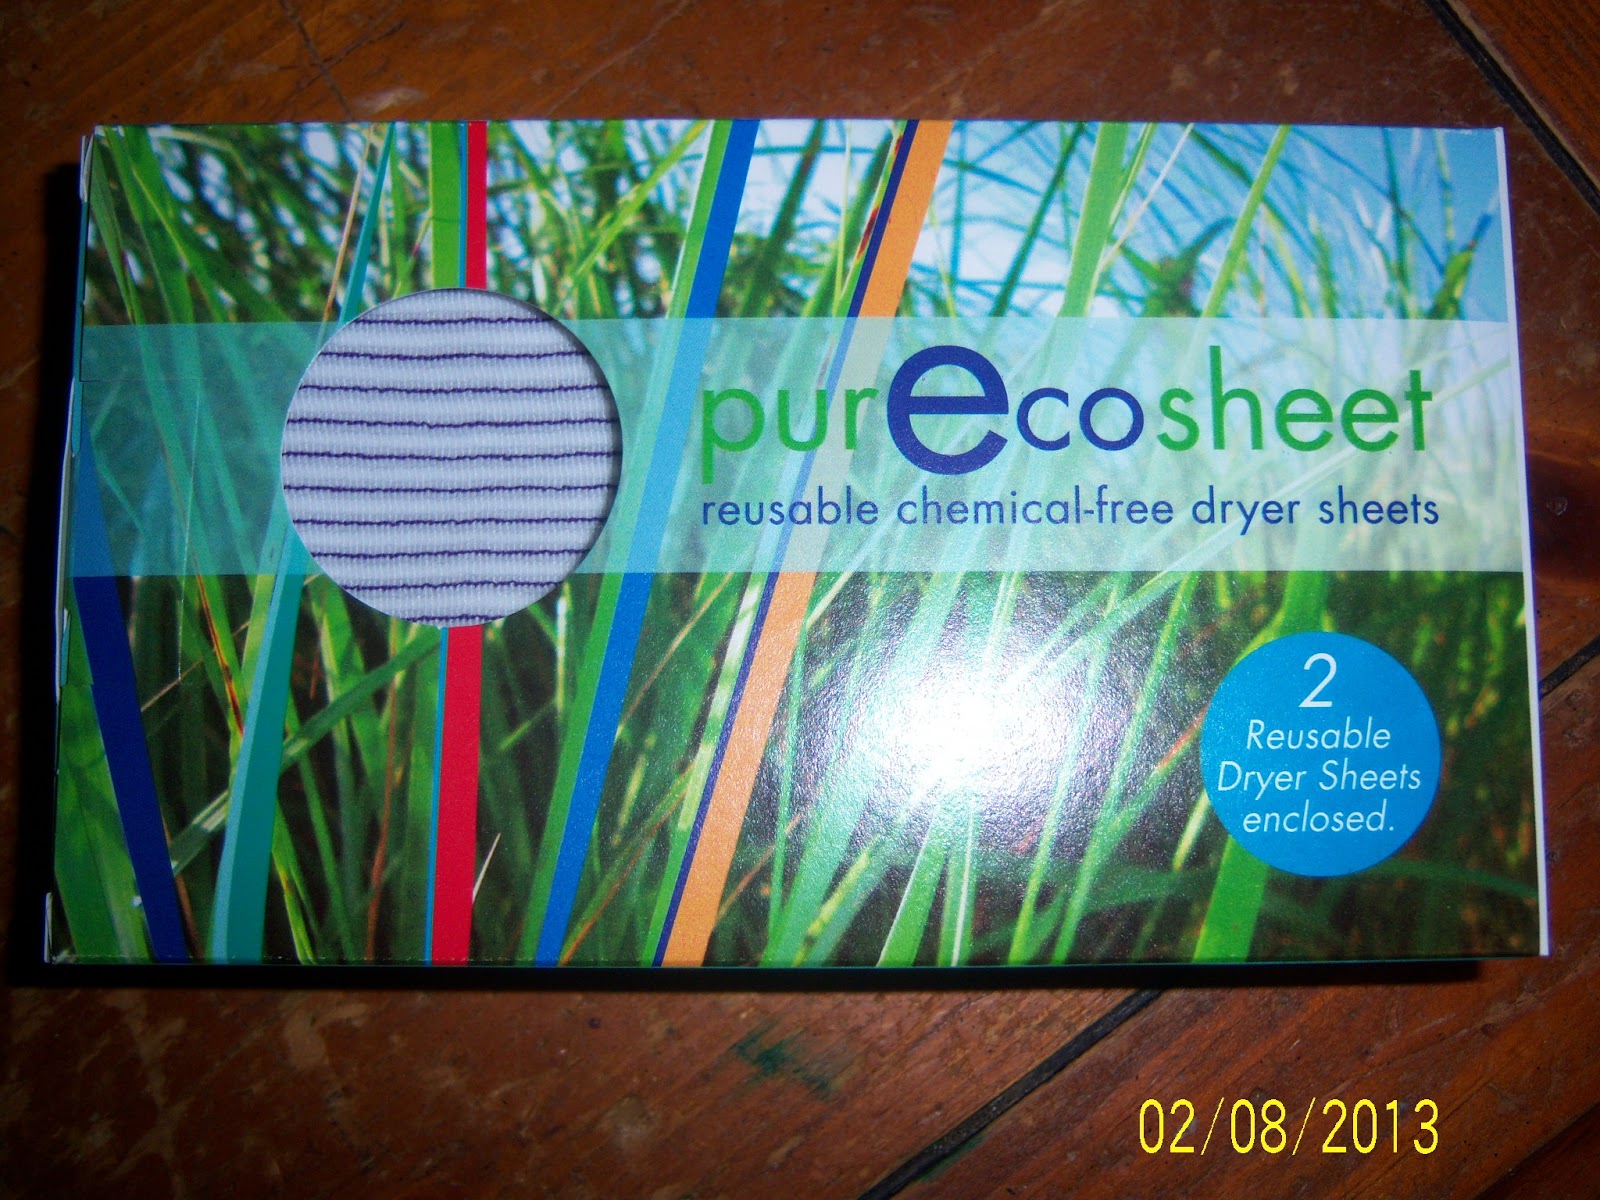 purEcosheet
reusable chemical-free dryer sheets
2
Reusable
Dryer Sheets
enclosed.
02/08/2013